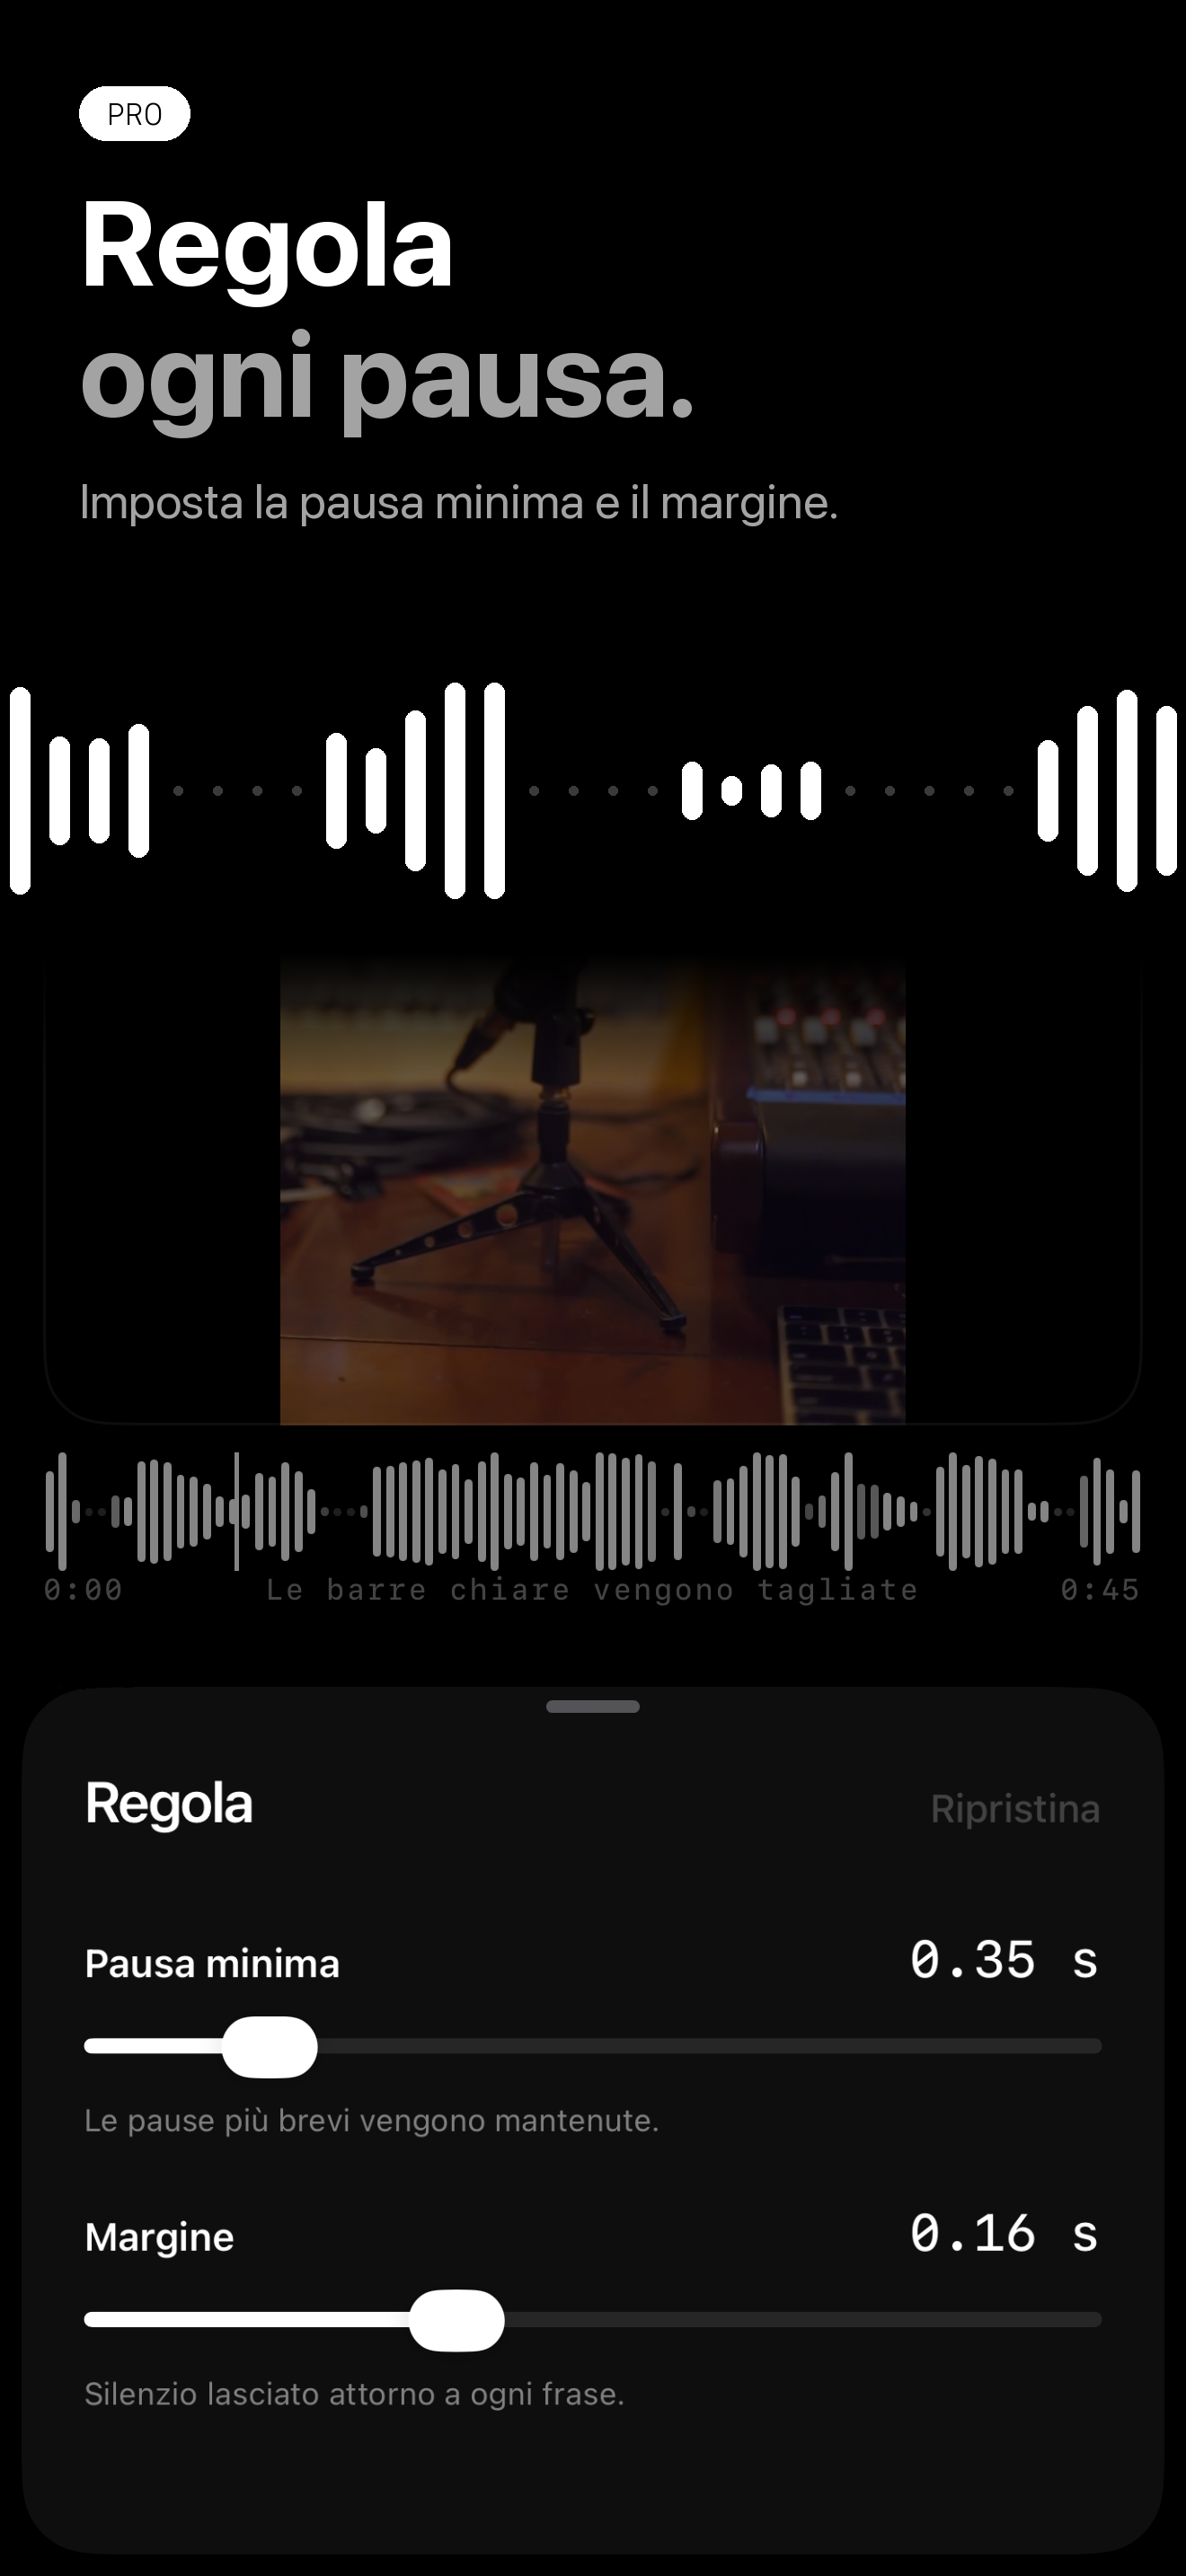 PRO
Regola
ogni pausa.
Imposta la pausa minima e il margine.
0:00 Le barre chiare vengono tagliate 0:45
Regola Ripristina
Pausa minima 0.35 s
Le pause più brevi vengono mantenute.
Margine 0.16 s
Silenzio lasciato attorno a ogni frase.